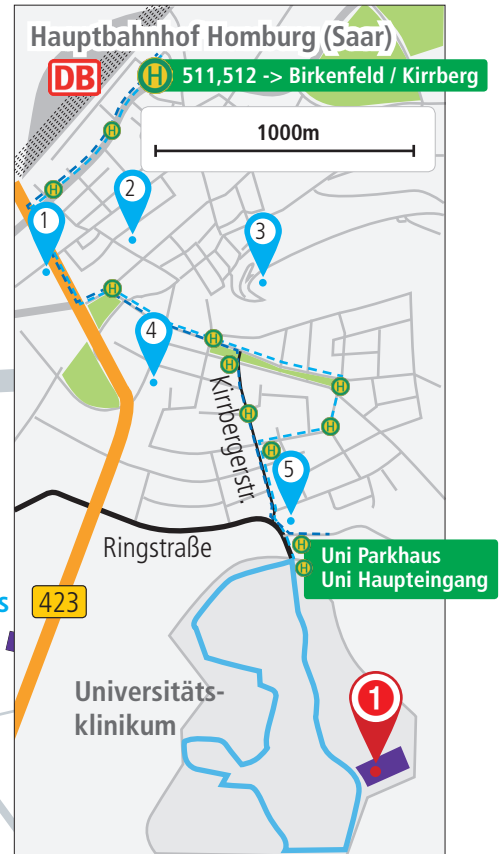 Hauptbahnhof Homburg (Saar)
DB
H 511,512 -> Birkenfeld / Kirrberg
1000m
H
H
2
1
3
H
4
H
H
H
Kirrbergerstr.
H
H
H
5
Ringstraße
H
H
Uni Parkhaus
Uni Haupteingang
s
423
Universitäts-
klinikum
1